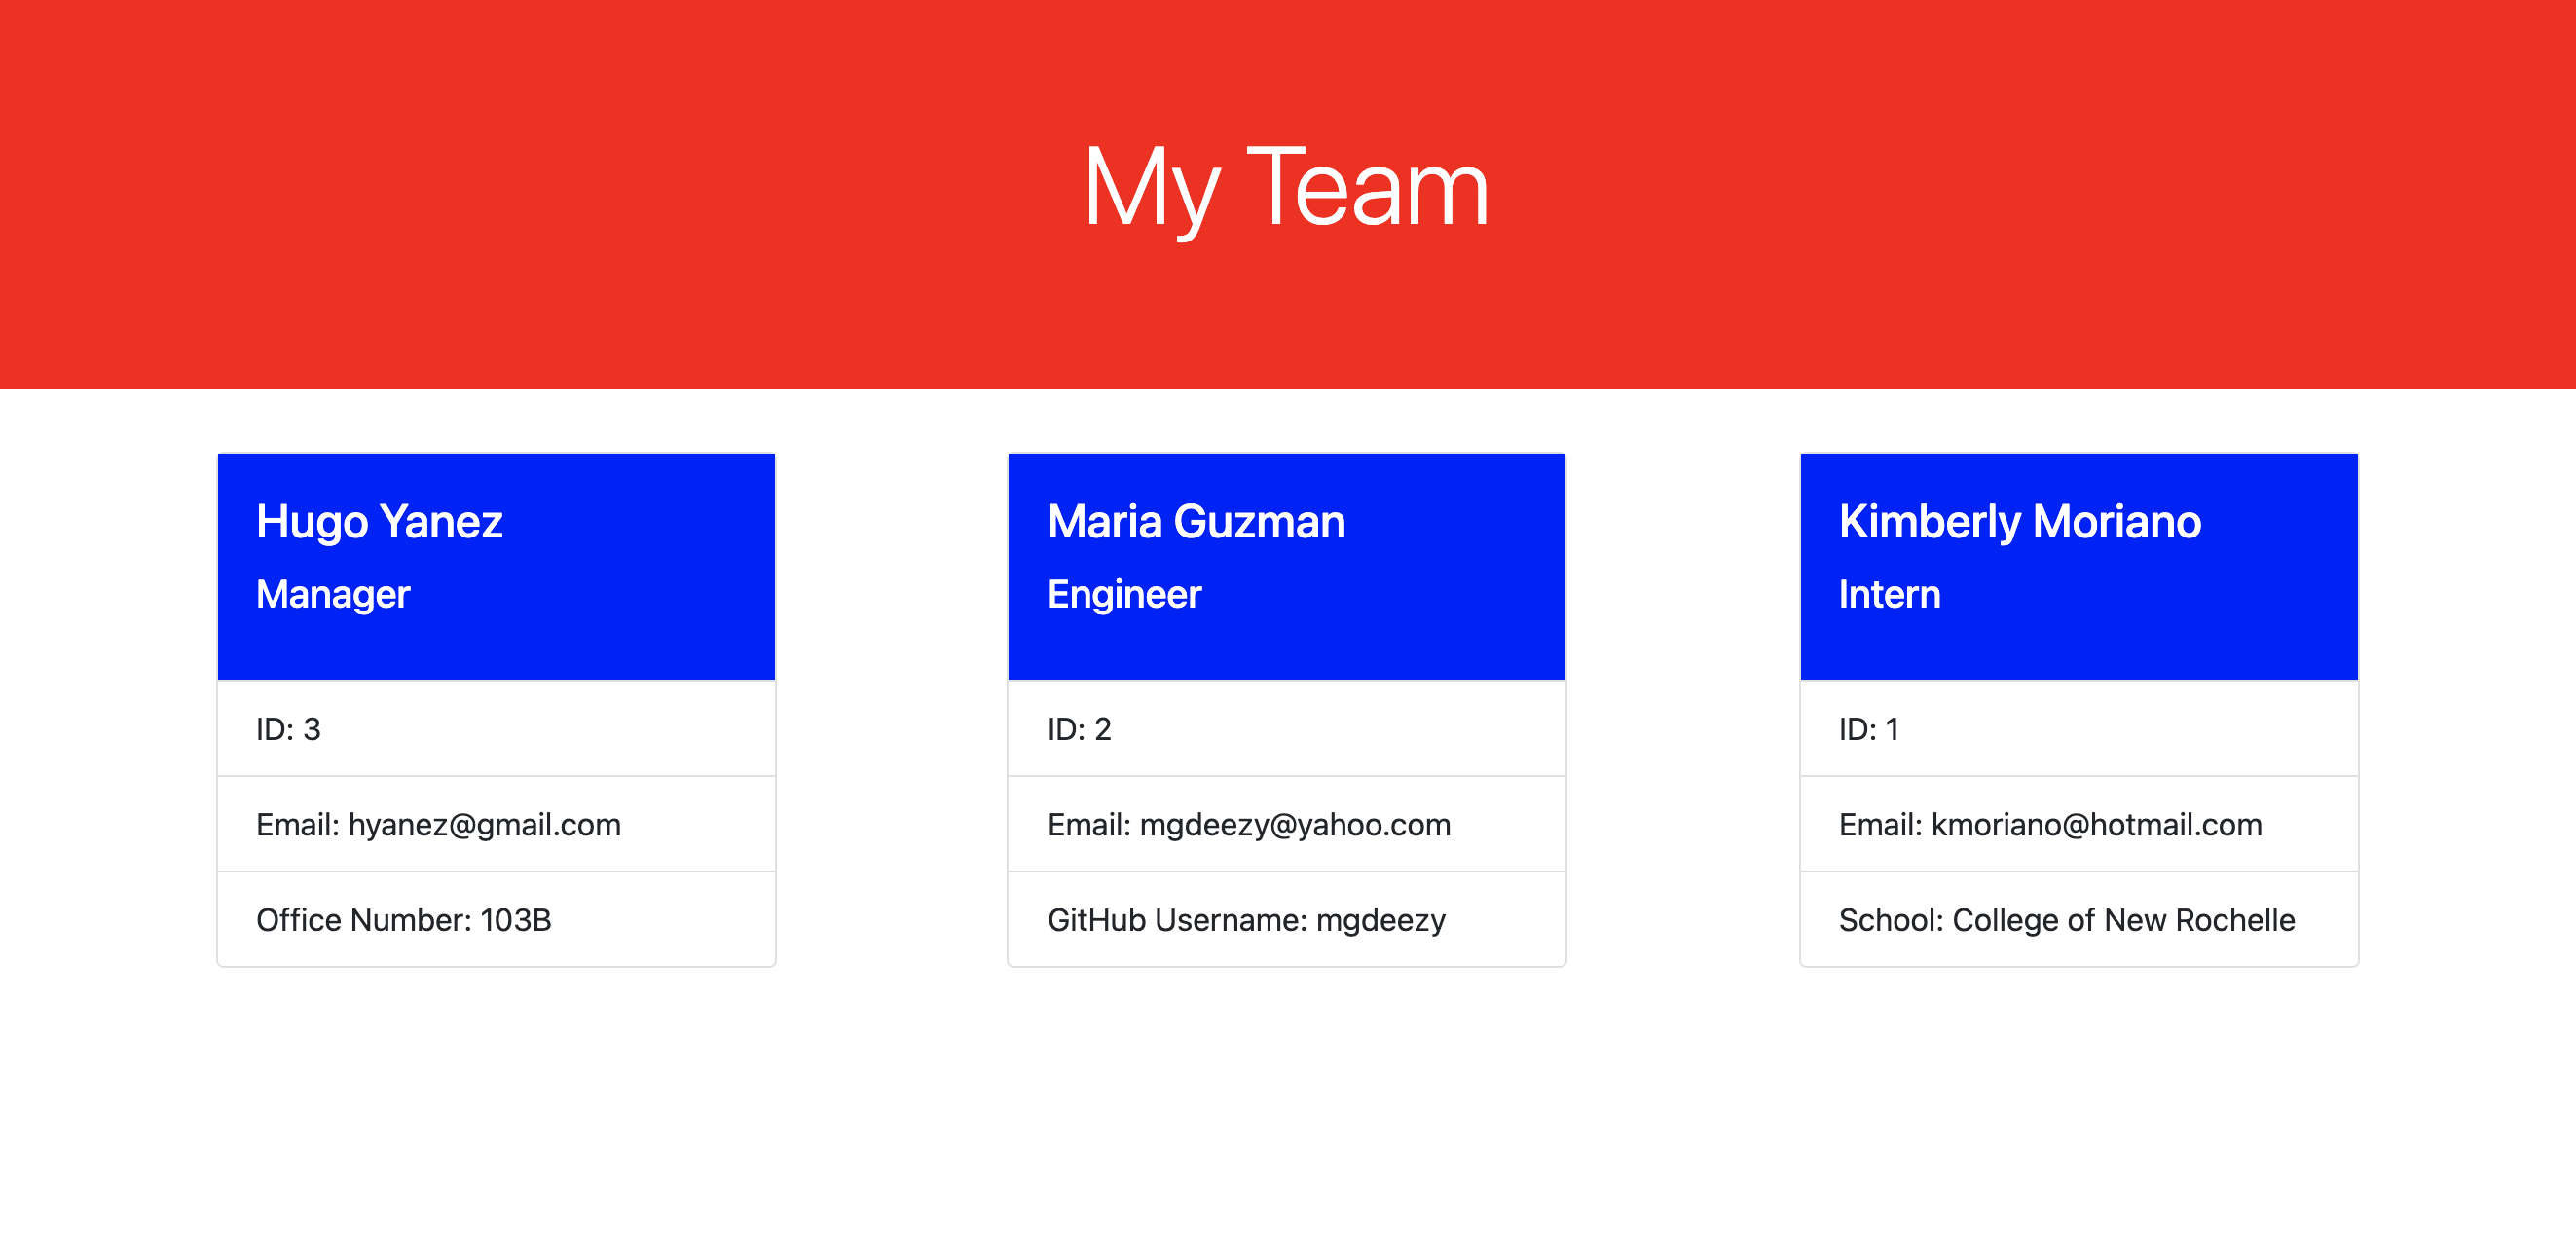 My Team
Hugo Yanez
Manager
ID: 3
Email: hyanez@gmail.com
Office Number: 103B
Maria Guzman
Engineer
ID: 2
Email: mgdeezy@yahoo.com
GitHub Username: mgdeezy
Kimberly Moriano
Intern
ID: 1
Email: kmoriano@hotmail.com
School: College of New Rochelle